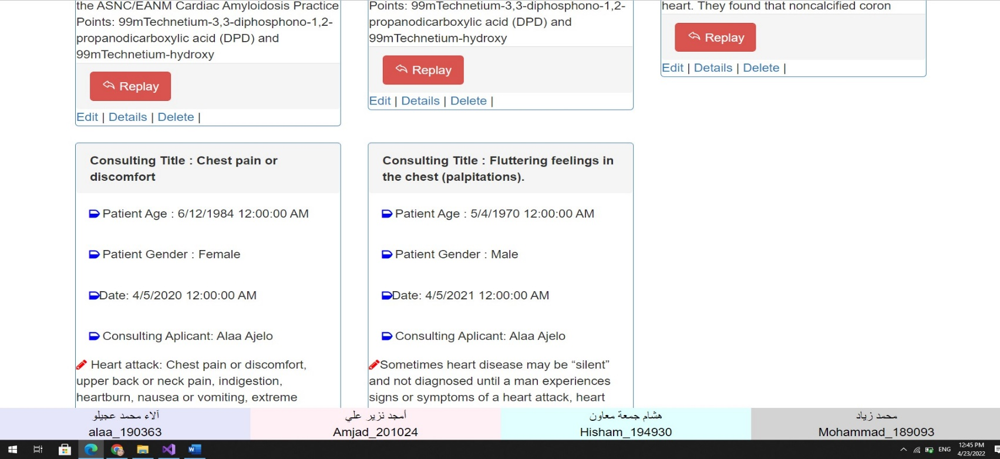 the ASNC/EANM Cardiac Amyloidosis Practice
Points: 99mTechnetium-3,3-diphosphono-1,2-
propanodicarboxylic acid (DPD) and
99mTechnetium-hydroxy
Replay
Edit | Details | Delete |
Points: 99mTechnetium-3,3-diphosphono-1,2-
propanodicarboxylic acid (DPD) and
99mTechnetium-hydroxy
Replay
Edit | Details | Delete |
heart. They found that noncalcified coron
Replay
Edit | Details | Delete |
Consulting Title : Chest pain or
discomfort
Patient Age : 6/12/1984 12:00:00 AM
Patient Gender : Female
Date: 4/5/2020 12:00:00 AM
Consulting Aplicant: Alaa Ajelo
Heart attack: Chest pain or discomfort,
upper back or neck pain, indigestion,
heartburn, nausea or vomiting, extreme
Consulting Title : Fluttering feelings in
the chest (palpitations).
Patient Age : 5/4/1970 12:00:00 AM
Patient Gender : Male
Date: 4/5/2021 12:00:00 AM
Consulting Aplicant: Alaa Ajelo
Sometimes heart disease may be “silent”
and not diagnosed until a man experiences
signs or symptoms of a heart attack, heart
آلاء محمد عجيلو
alaa_190363
أمجد نزير علي
Amjad_201024
هشام جمعة معاون
Hisham_194930
محمد زياد
Mohammad_189093
ENG
12:45 PM
4/23/2022